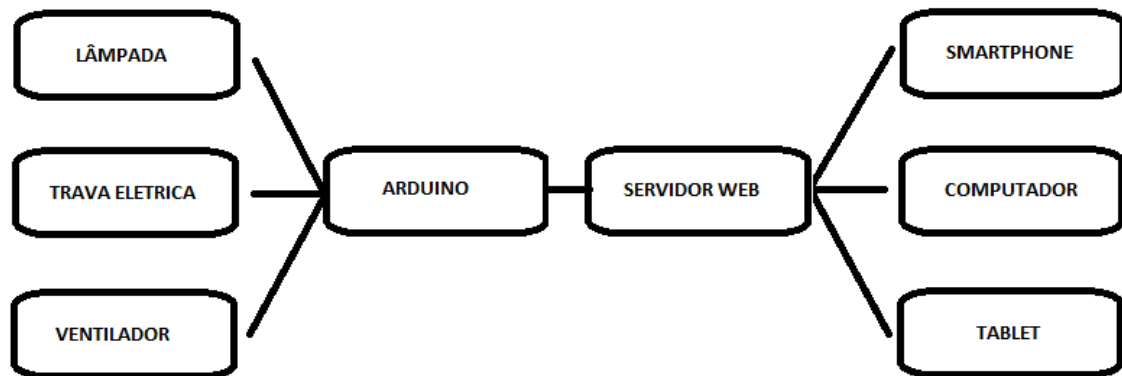 LÂMPADA
SMARTPHONE
TRAVA ELETRICA
ARDUINO
SERVIDOR WEB
COMPUTADOR
VENTILADOR
TABLET